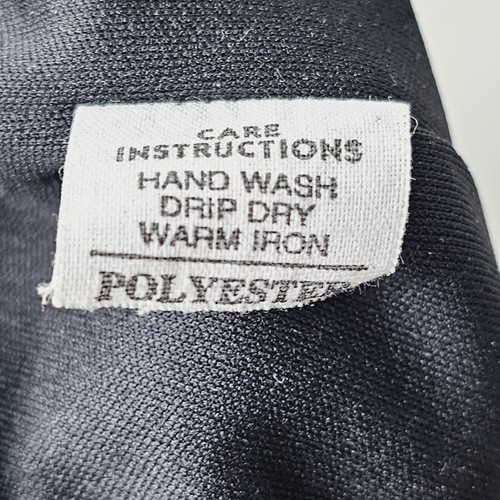 CARE
INSTRUCTIONS
HAND WASH
DRIP DRY
WARM IRON
POLYESTER